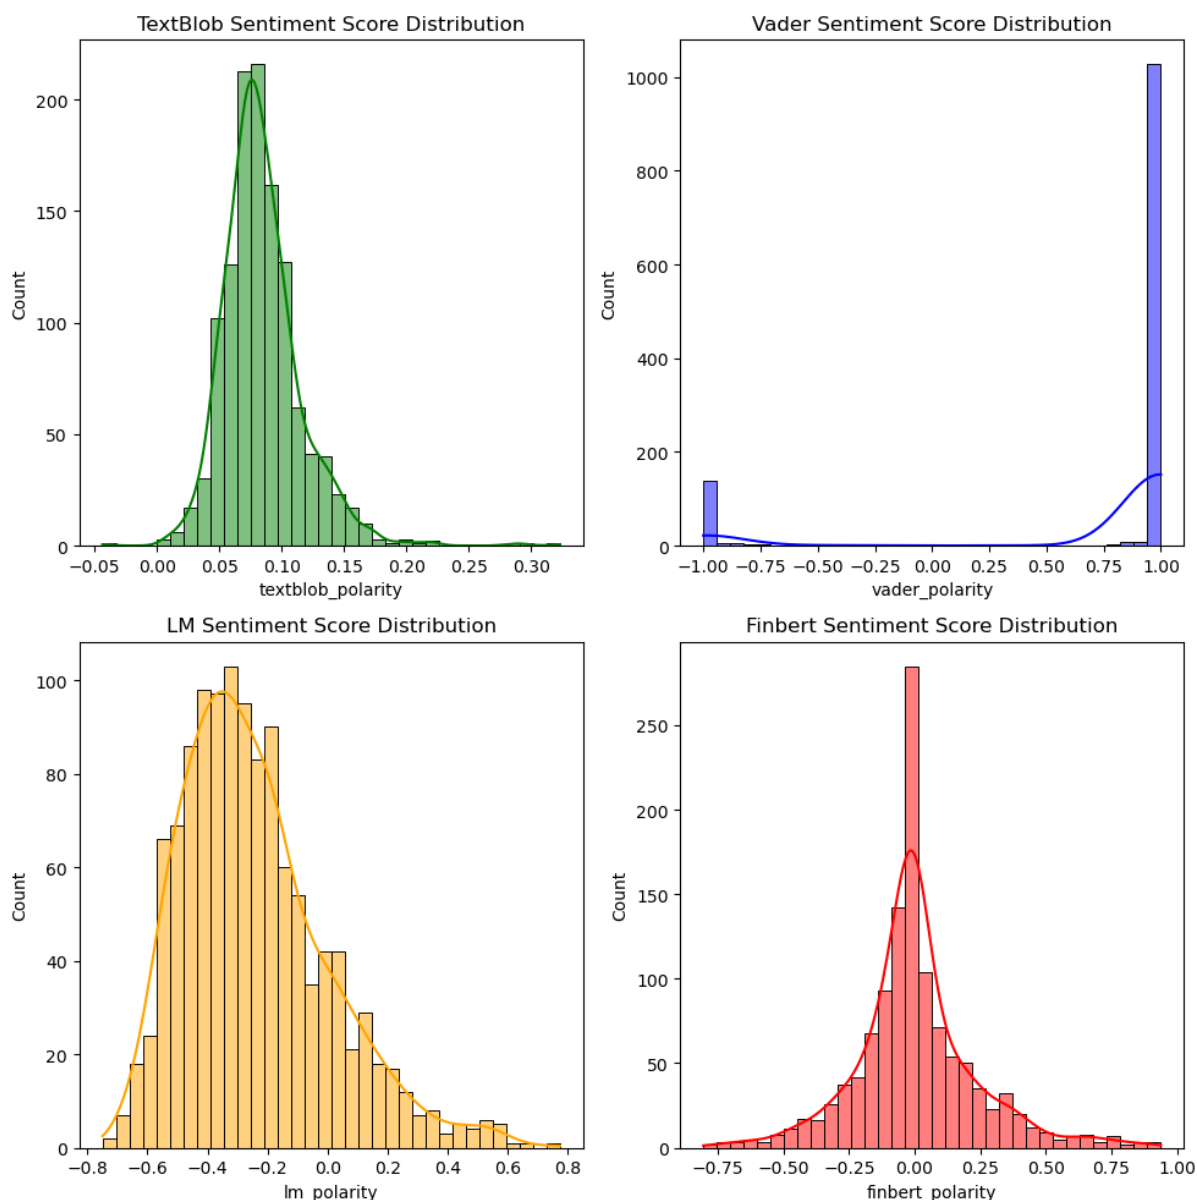 TextBlob Sentiment Score Distribution
Count
200
150
100
50
0
−0.05 0.00 0.05 0.10 0.15 0.20 0.25 0.30
textblob_polarity
Vader Sentiment Score Distribution
Count
1000
800
600
400
200
0
−1.00 −0.75 −0.50 −0.25 0.00 0.25 0.50 0.75 1.00
vader_polarity
LM Sentiment Score Distribution
Count
100
80
60
40
20
0
−0.8 −0.6 −0.4 −0.2 0.0 0.2 0.4 0.6 0.8
lm_polarity
Finbert Sentiment Score Distribution
Count
250
200
150
100
50
0
−0.75 −0.50 −0.25 0.00 0.25 0.50 0.75 1.00
finbert_polarity